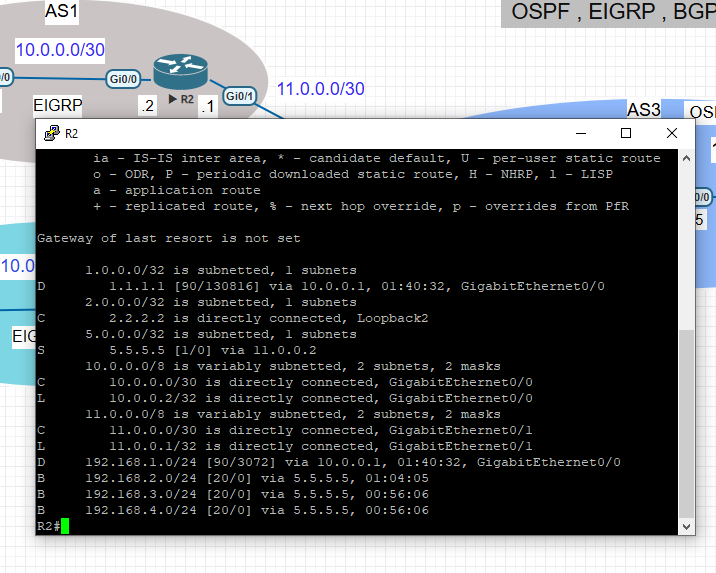 AS1
OSPF , EIGRP , BGP
10.0.0.0/30
/0
Gi0/0
R2
Gi0/1
11.0.0.0/30
EIGRP
.2
.1
AS3
OS
R2
ia - IS-IS inter area, * - candidate default, U - per-user static route
o - ODR, P - periodic downloaded static route, H - NHRP, l - LISP
a - application route
+ - replicated route, % - next hop override, p - overrides from PfR
Gateway of last resort is not set
1.0.0.0/32 is subnetted, 1 subnets
D 1.1.1.1 [90/130816] via 10.0.0.1, 01:40:32, GigabitEthernet0/0
2.0.0.0/32 is subnetted, 1 subnets
C 2.2.2.2 is directly connected, Loopback2
5.0.0.0/32 is subnetted, 1 subnets
S 5.5.5.5 [1/0] via 11.0.0.2
10.0.0.0/8 is variably subnetted, 2 subnets, 2 masks
C 10.0.0.0/30 is directly connected, GigabitEthernet0/0
L 10.0.0.2/32 is directly connected, GigabitEthernet0/0
11.0.0.0/8 is variably subnetted, 2 subnets, 2 masks
C 11.0.0.0/30 is directly connected, GigabitEthernet0/1
L 11.0.0.1/32 is directly connected, GigabitEthernet0/1
D 192.168.1.0/24 [90/3072] via 10.0.0.1, 01:40:32, GigabitEthernet0/0
B 192.168.2.0/24 [20/0] via 5.5.5.5, 01:04:05
B 192.168.3.0/24 [20/0] via 5.5.5.5, 00:56:06
B 192.168.4.0/24 [20/0] via 5.5.5.5, 00:56:06
R2#
10.0
EIG
0/0
5